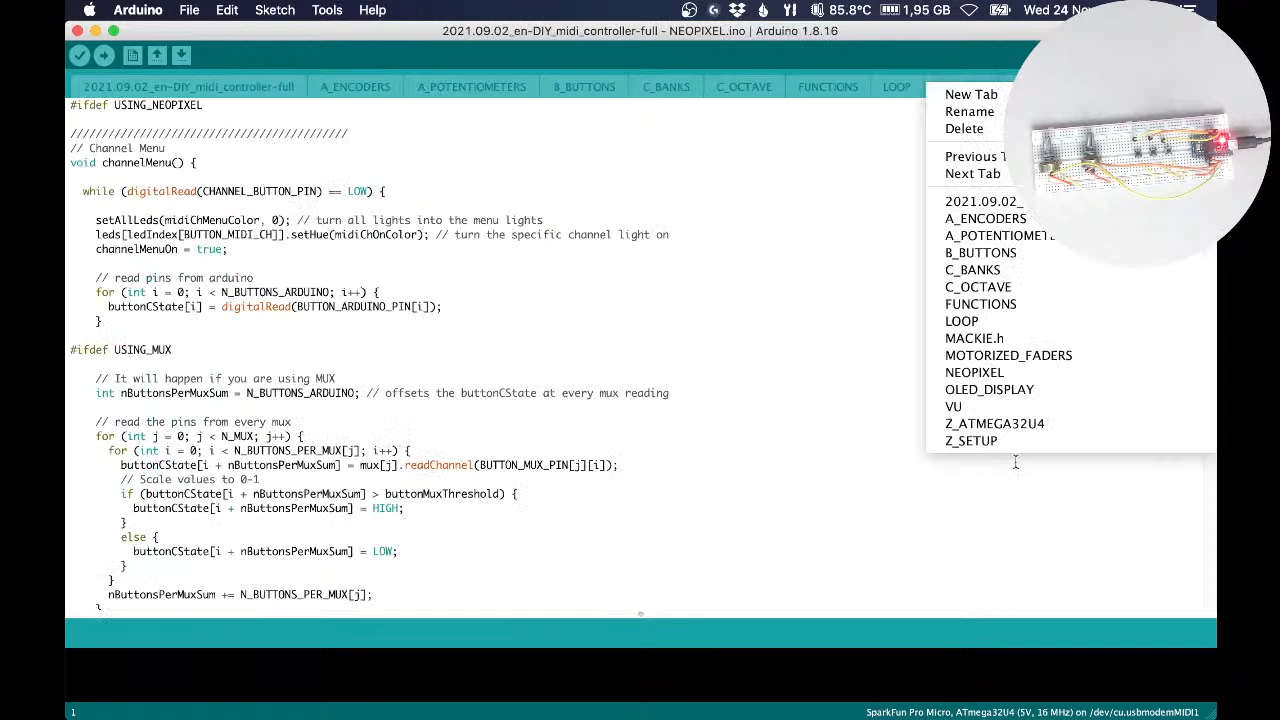 Arduino File Edit Sketch Tools Help 85.8°C 1,95 GB Wed 24 Nov
2021.09.02_en-DIY_midi_controller-full - NEOPIXEL.ino | Arduino 1.8.16
2021.09.02_en-DIY_midi_controller-full A_ENCODERS A_POTENTIOMETERS B_BUTTONS C_BANKS C_OCTAVE FUNCTIONS LOOP
#ifdef USING_NEOPIXEL
////////////////////////////////////////////
// Channel Menu
void channelMenu() {
while (digitalRead(CHANNEL_BUTTON_PIN) == LOW) {
setAllLeds(midiChMenuColor, 0); // turn all lights into the menu lights
leds[ledIndex[BUTTON_MIDI_CH]].setHue(midiChOnColor); // turn the specific channel light on
channelMenuOn = true;
// read pins from arduino
for (int i = 0; i < N_BUTTONS_ARDUINO; i++) {
buttonCState[i] = digitalRead(BUTTON_ARDUINO_PIN[i]);
}
#ifdef USING_MUX
// It will happen if you are using MUX
int nButtonsPerMuxSum = N_BUTTONS_ARDUINO; // offsets the buttonCState at every mux reading
// read the pins from every mux
for (int j = 0; j < N_MUX; j++) {
for (int i = 0; i < N_BUTTONS_PER_MUX[j]; i++) {
buttonCState[i + nButtonsPerMuxSum] = mux[j].readChannel(BUTTON_MUX_PIN[j][i]);
// Scale values to 0-1
if (buttonCState[i + nButtonsPerMuxSum] > buttonMuxThreshold) {
buttonCState[i + nButtonsPerMuxSum] = HIGH;
}
else {
buttonCState[i + nButtonsPerMuxSum] = LOW;
}
}
nButtonsPerMuxSum += N_BUTTONS_PER_MUX[j];
}
New Tab
Rename
Delete
Previous T
Next Tab
2021.09.02_
A_ENCODERS
A_POTENTIOMETE
B_BUTTONS
C_BANKS
C_OCTAVE
FUNCTIONS
LOOP
MACKIE.h
MOTORIZED_FADERS
NEOPIXEL
OLED_DISPLAY
VU
Z_ATMEGA32U4
Z_SETUP
1 SparkFun Pro Micro, ATmega32U4 (5V, 16 MHz) on /dev/cu.usbmodemMIDI1